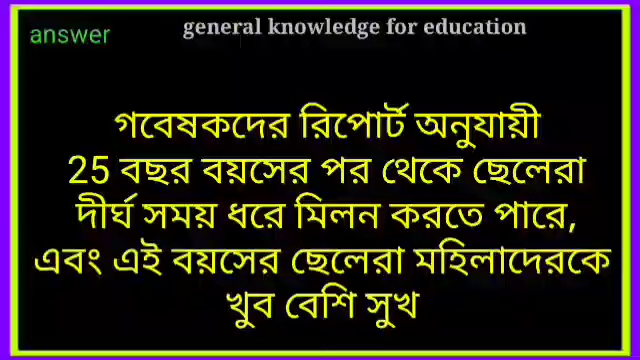 answer
general knowledge for education
গবেষকদের রিপোর্ট অনুযায়ী
25 বছর বয়সের পর থেকে ছেলেরা
দীর্ঘ সময় ধরে মিলন করতে পারে,
এবং এই বয়সের ছেলেরা মহিলাদেরকে
খুব বেশি সুখ